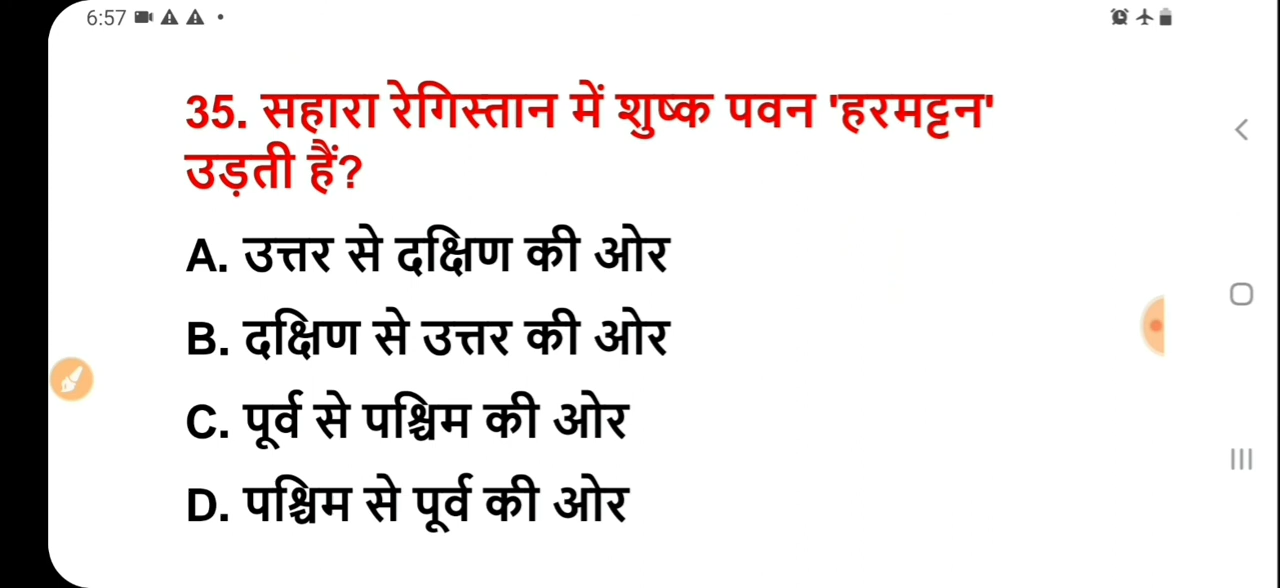 6:57
35. सहारा रेगिस्तान में शुष्क पवन 'हरमट्टन'
उड़ती हैं?
A. उत्तर से दक्षिण की ओर
B. दक्षिण से उत्तर की ओर
C. पूर्व से पश्चिम की ओर
D. पश्चिम से पूर्व की ओर